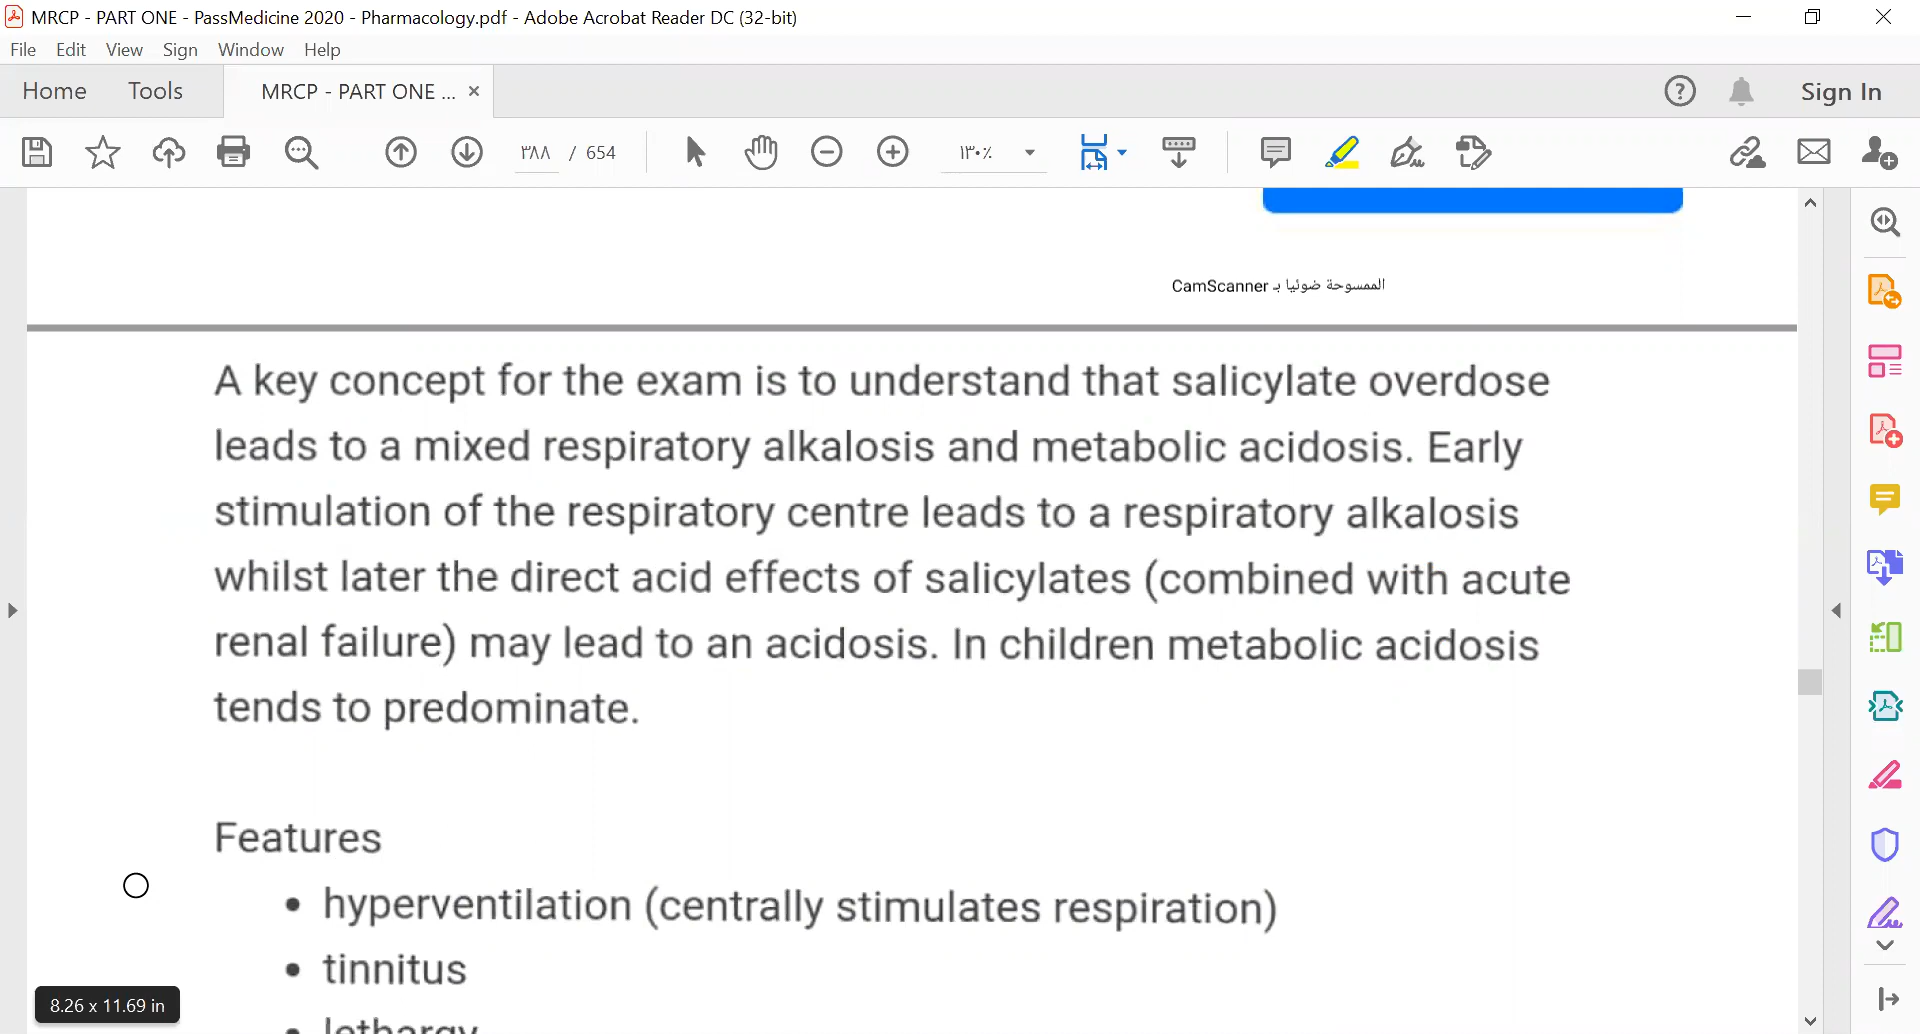 MRCP - PART ONE - PassMedicine 2020 - Pharmacology.pdf - Adobe Acrobat Reader DC (32-bit)
File Edit View Sign Window Help
Home Tools MRCP - PART ONE ... × Sign In
٣٨٨ / 654 ١٣٠٪
الممسوحة ضوئيا بـ CamScanner
A key concept for the exam is to understand that salicylate overdose
leads to a mixed respiratory alkalosis and metabolic acidosis. Early
stimulation of the respiratory centre leads to a respiratory alkalosis
whilst later the direct acid effects of salicylates (combined with acute
renal failure) may lead to an acidosis. In children metabolic acidosis
tends to predominate.
Features
• hyperventilation (centrally stimulates respiration)
• tinnitus
• lethargy
8.26 x 11.69 in